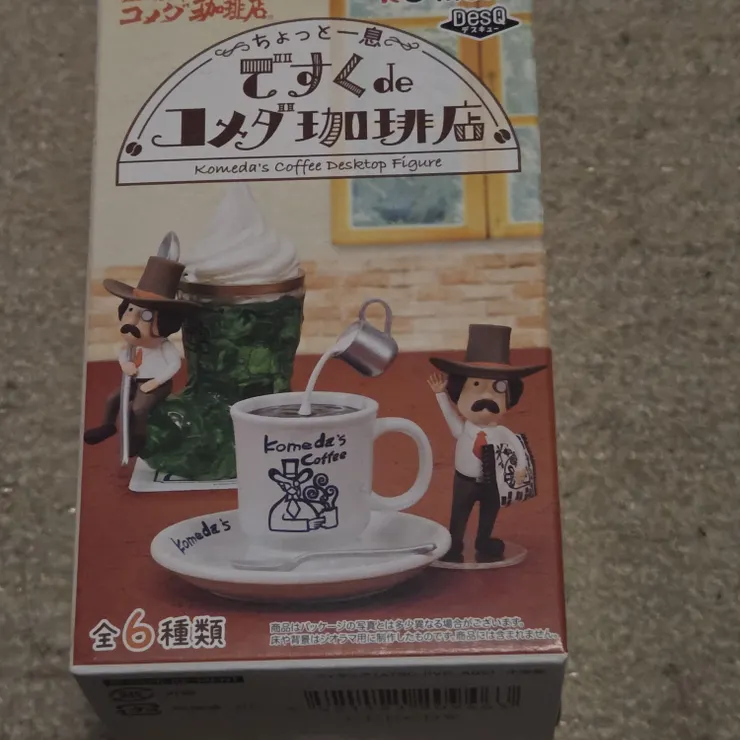 コメダ珈琲店
DesQ
デスキュー
ちょっと一息
ですくde
コメダ珈琲店
Komeda's Coffee Desktop Figure
Komeda's
Coffee
Komeda's
全6種類
商品はパッケージの写真とは多少異なる場合がございます。
床や背景はジオラマ用に制作したものです。商品には含まれません。